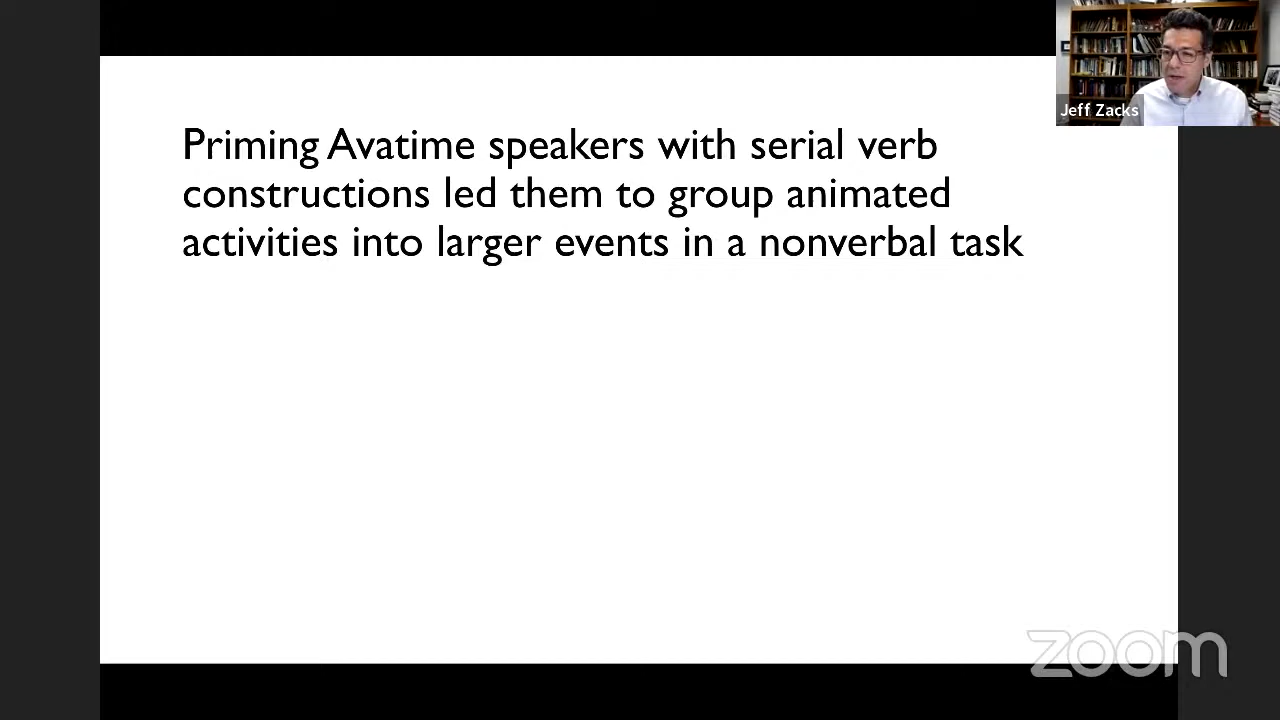 Jeff Zacks
Priming Avatime speakers with serial verb
constructions led them to group animated
activities into larger events in a nonverbal task
zoom